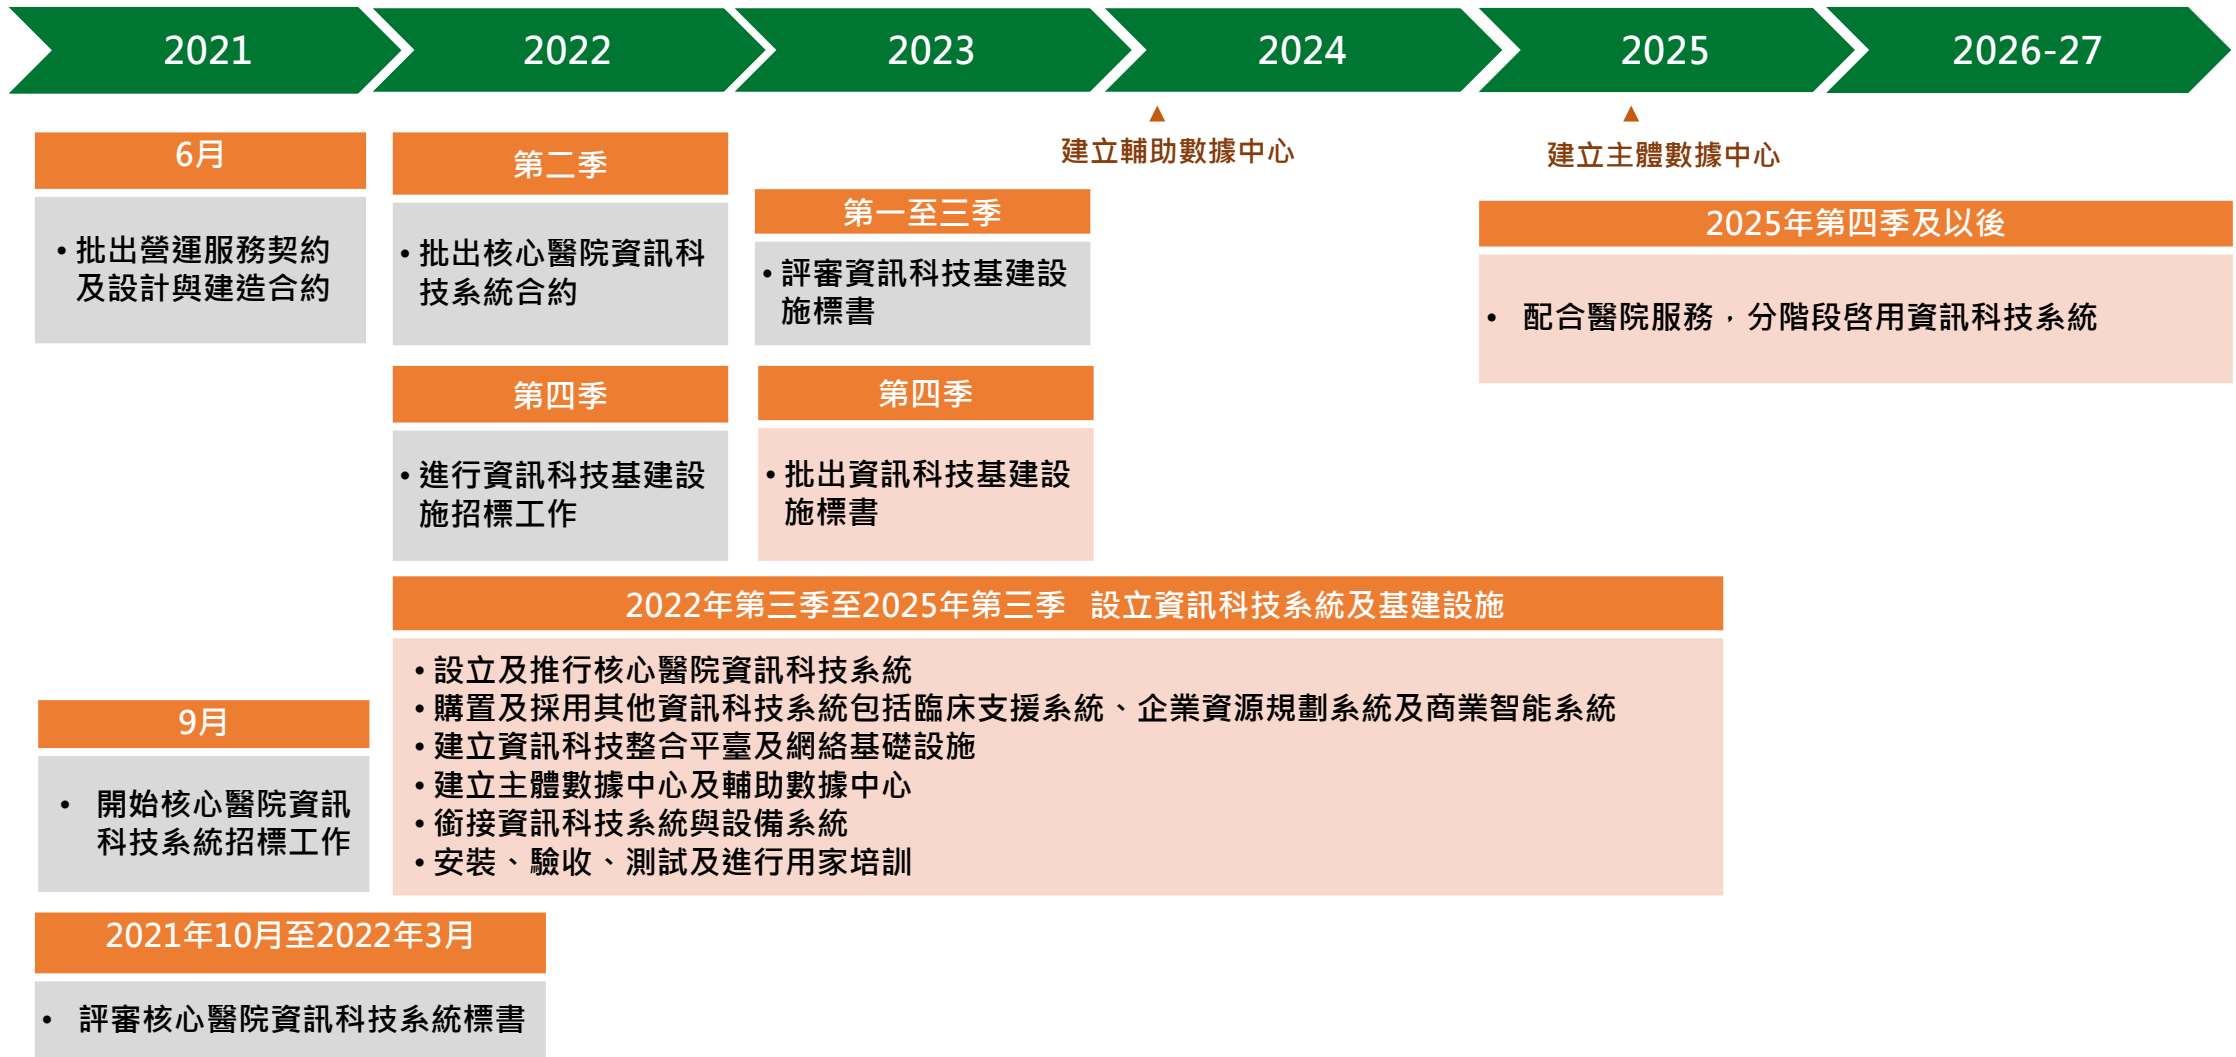 2021
2022
2023
2024
2025
2026-27
建立輔助數據中心
建立主體數據中心
6月
• 批出營運服務契約
及設計與建造合約
第二季
• 批出核心醫院資訊科
技系統合約
第一至三季
• 評審資訊科技基建設
施標書
2025年第四季及以後
• 配合醫院服務，分階段啓用資訊科技系統
第四季
• 進行資訊科技基建設
施招標工作
第四季
• 批出資訊科技基建設
施標書
2022年第三季至2025年第三季 設立資訊科技系統及基建設施
• 設立及推行核心醫院資訊科技系統
• 購置及採用其他資訊科技系統包括臨床支援系統、企業資源規劃系統及商業智能系統
• 建立資訊科技整合平臺及網絡基礎設施
• 建立主體數據中心及輔助數據中心
• 銜接資訊科技系統與設備系統
• 安裝、驗收、測試及進行用家培訓
9月
• 開始核心醫院資訊
科技系統招標工作
2021年10月至2022年3月
• 評審核心醫院資訊科技系統標書